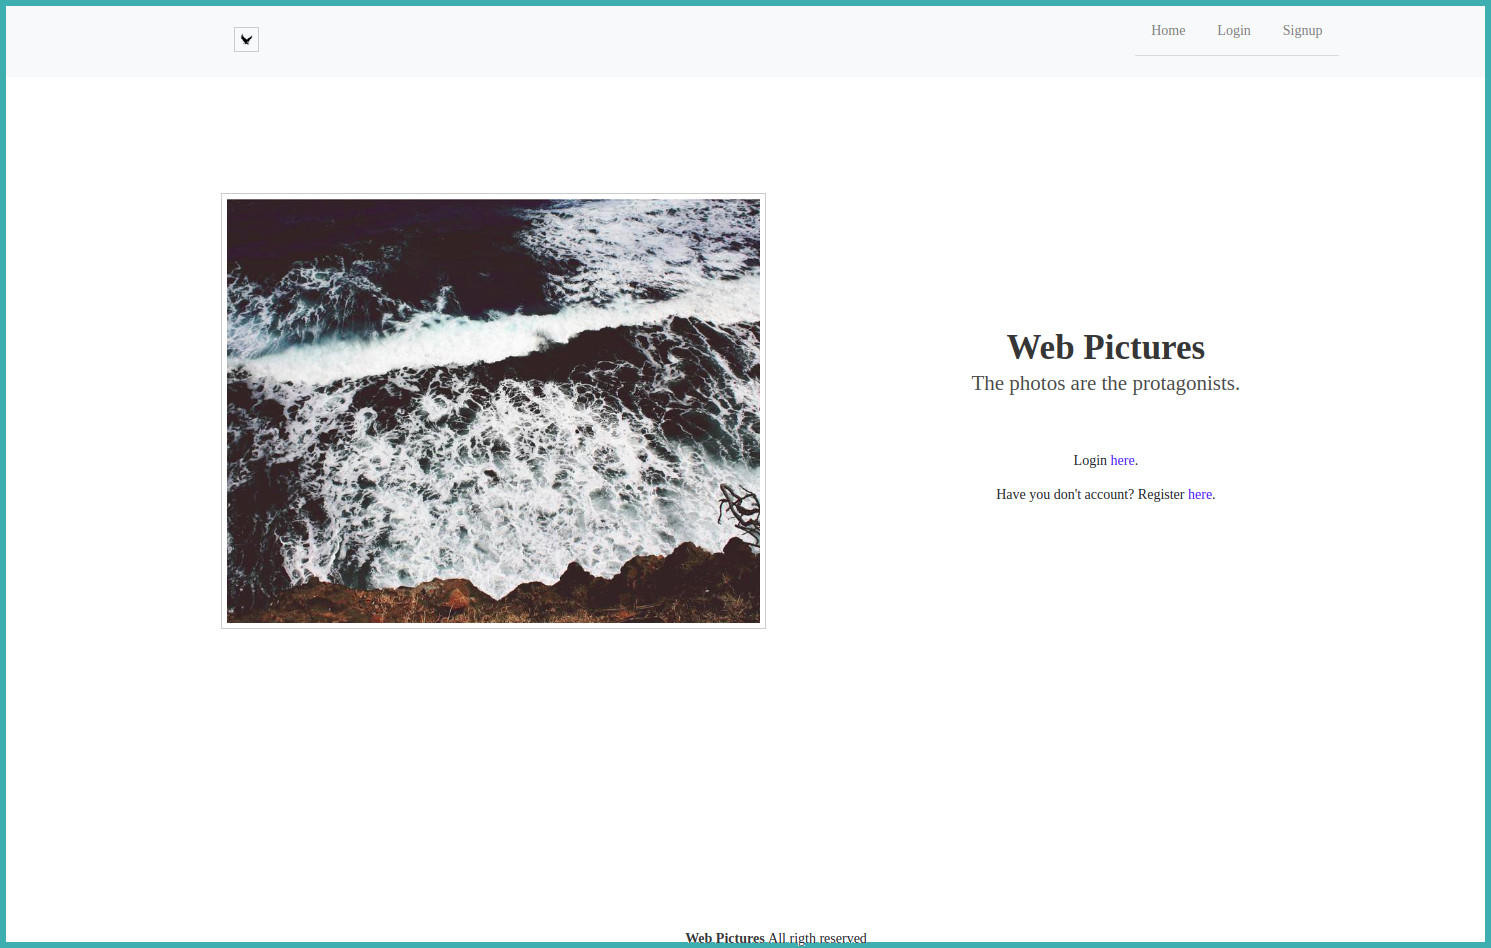 Home Login Signup
Web Pictures
The photos are the protagonists.
Login here.
Have you don't account? Register here.
Web Pictures All rigth reserved